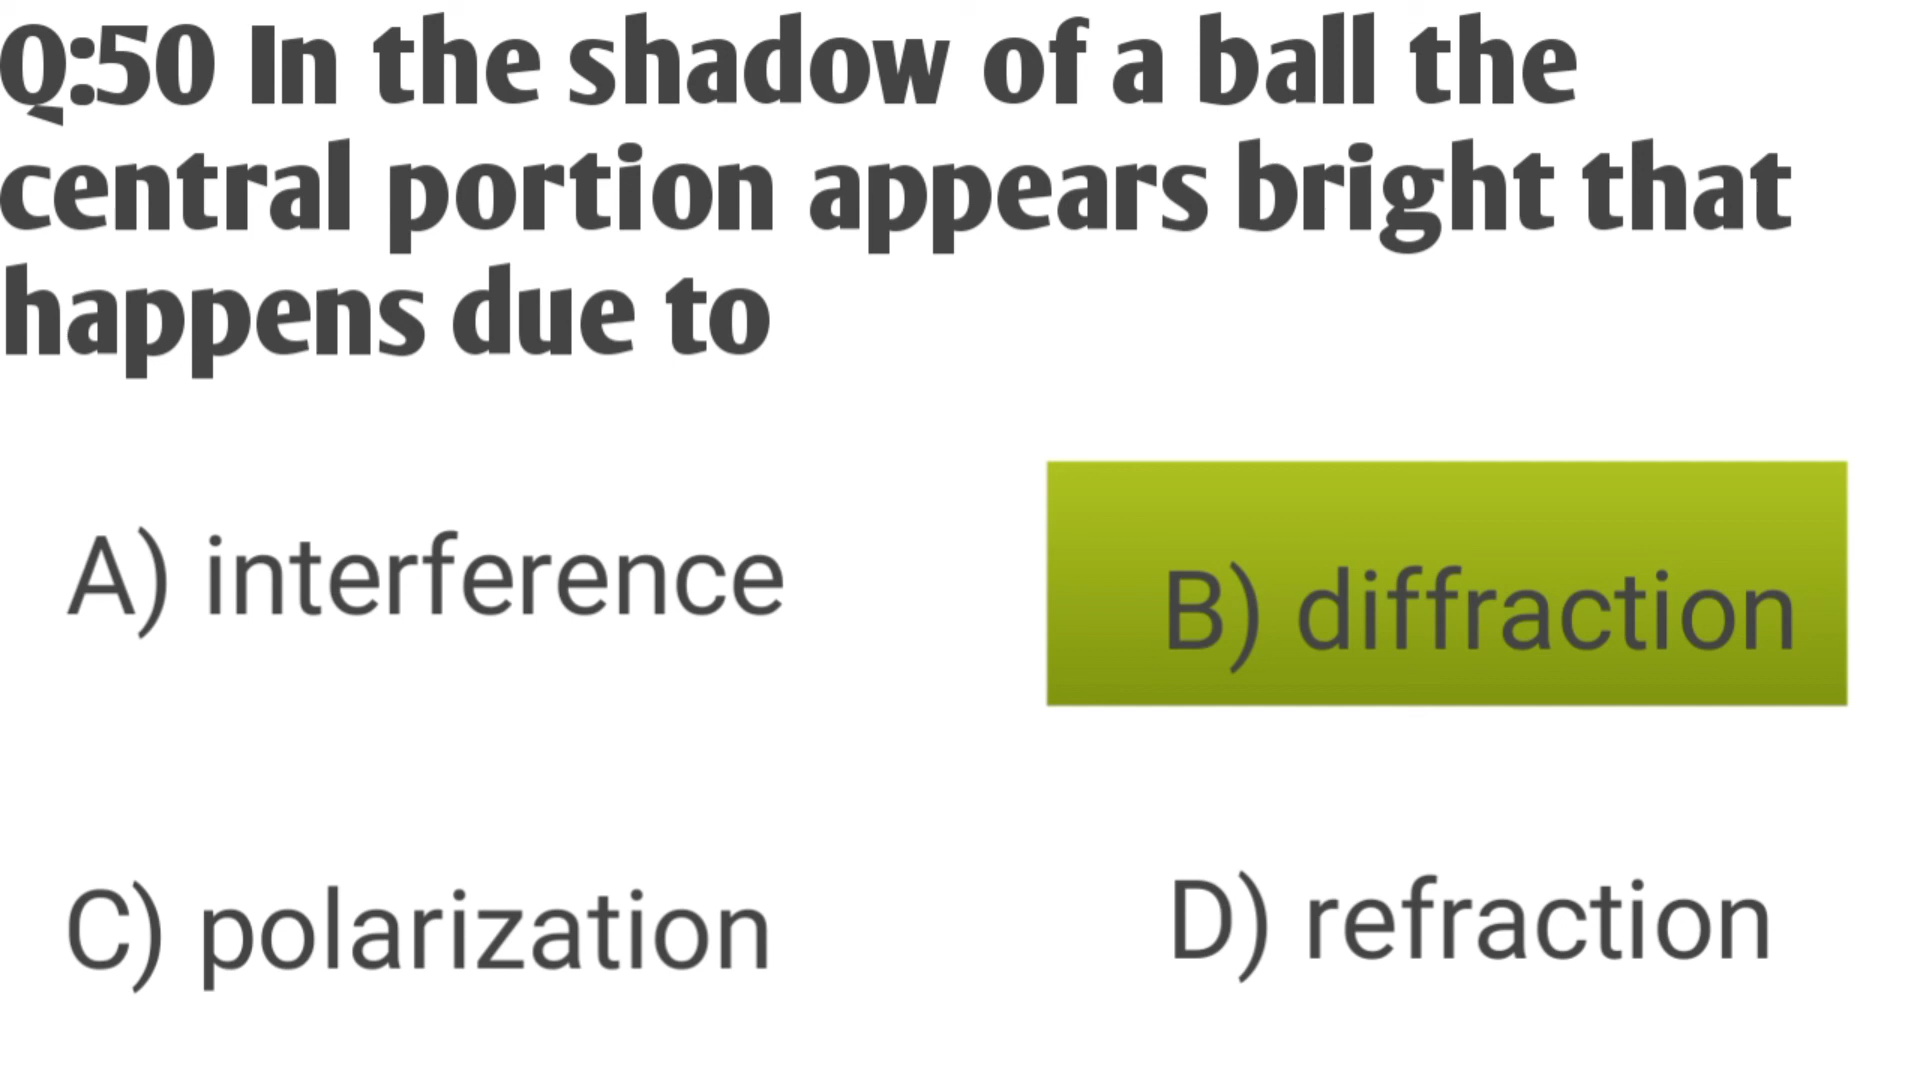 Q:50 In the shadow of a ball the
central portion appears bright that
happens due to
A) interference
B) diffraction
C) polarization
D) refraction